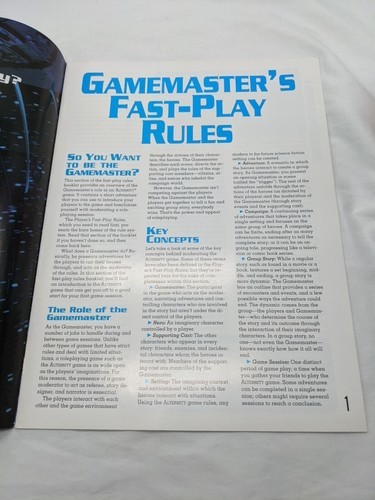 y?
GAMEMASTER'S
FAST-PLAY
RULES
SO YOU WANT
TO BE THE
GAMEMASTER?
This section of the fast-play rules
booklet provides an overview of the
Gamemaster's role in an ALTERNITY
game. It contains a short adventure
that you can use to introduce your
players to the game and familiarize
yourself with moderating a role-
playing session.
The Player's Fast-Play Rules,
which you need to read first, pre-
sents the bare bones of the rule sys-
tem. Read that section of the booklet
if you haven't done so, and then
come back here.
What does a Gamemaster do? Ba-
sically, he presents adventures for
the players to run their heroes
through, and acts as the moderator
of the rules. In this section of the
fast-play rules booklet, you'll find
an introduction to the ALTERNITY
games that can get you off to a good
start for your first game session.
The Role of the
Gamemaster
As the Gamemaster, you have a
number of jobs to handle during and
between game sessions. Unlike
other types of games that have strict
rules and deal with limited situa-
tions, a roleplaying game such as
the ALTERNITY game is as wide open
as the players' imaginations. For
this reason, the presence of a game
moderator to act as referee, story de-
signer, and narrator is essential.
The players interact with each
other and the game environment
through the actions of their charac-
ters, the heroes. The Gamemaster
describes each scene, directs the ac-
tion, and plays the roles of the sup-
porting cast members—aliens, al-
lies, and enemies who inhabit the
campaign world.
However, the Gamemaster isn't
competing against the players.
When the Gamemaster and the
players get together to tell a fun and
exciting group story, everybody
wins. That's the power and appeal
of roleplaying.
KEY
CONCEPTS
Let's take a look at some of the key
concepts behind moderating the
ALTERNITY game. Some of these terms
have also been defined in the Play-
er's Fast-Play Rules, but they're re-
peated here for the sake of com-
pleteness within this section.
➤ Gamemaster: The participant
in the game who acts as the moder-
ator, narrating adventures and con-
trolling characters who are involved
in the story but aren't under the di-
rect control of the players.
➤ Hero: An imaginary character
controlled by a player.
➤ Supporting Cast: The other
characters who appear in every
story: friends, enemies, and inciden-
tal characters whom the heroes in-
teract with. Members of the support-
ing cast are controlled by the
Gamemaster.
➤ Setting: The imaginary context
and environment within which the
heroes interact with situations.
Using the ALTERNITY game rules, any
modern to far future science fiction
setting can be created.
➤ Adventure: A scenario in which
the heroes interact to create a group
story. As Gamemaster, you present
an opening situation or scene
(called the "trigger"). The rest of the
adventure unfolds through the ac-
tions of the heroes (as dictated by
their players) and the moderation of
the Gamemaster through story
events and the supporting cast.
➤ Campaign: A continuing series
of adventures that takes place in a
single setting and focuses on the
same group of heroes. A campaign
can be finite, ending after as many
adventures as necessary to tell the
complete story; or it can be an on-
going tale, progressing like a televi-
sion or comic book series.
➤ Group Story: While a regular
story, such as found in a movie or a
book, features a set beginning, mid-
dle, and ending, a group story is
more dynamic. The Gamemaster
has an outline that provides a series
of encounters and events, and a few
possible ways the adventure could
end. The dynamic comes from the
group—the players and Gamemas-
ter—who determine the course of
the story and its outcome through
the interaction of their imaginary
characters. In a group story, no
one—not even the Gamemaster—
knows exactly how it all will
end.
➤ Game Session: One distinct
period of game play; a time when
you gather your friends to play the
ALTERNITY game. Some adventures
can be completed in a single ses-
sion; others might require several
sessions to reach a conclusion.
1